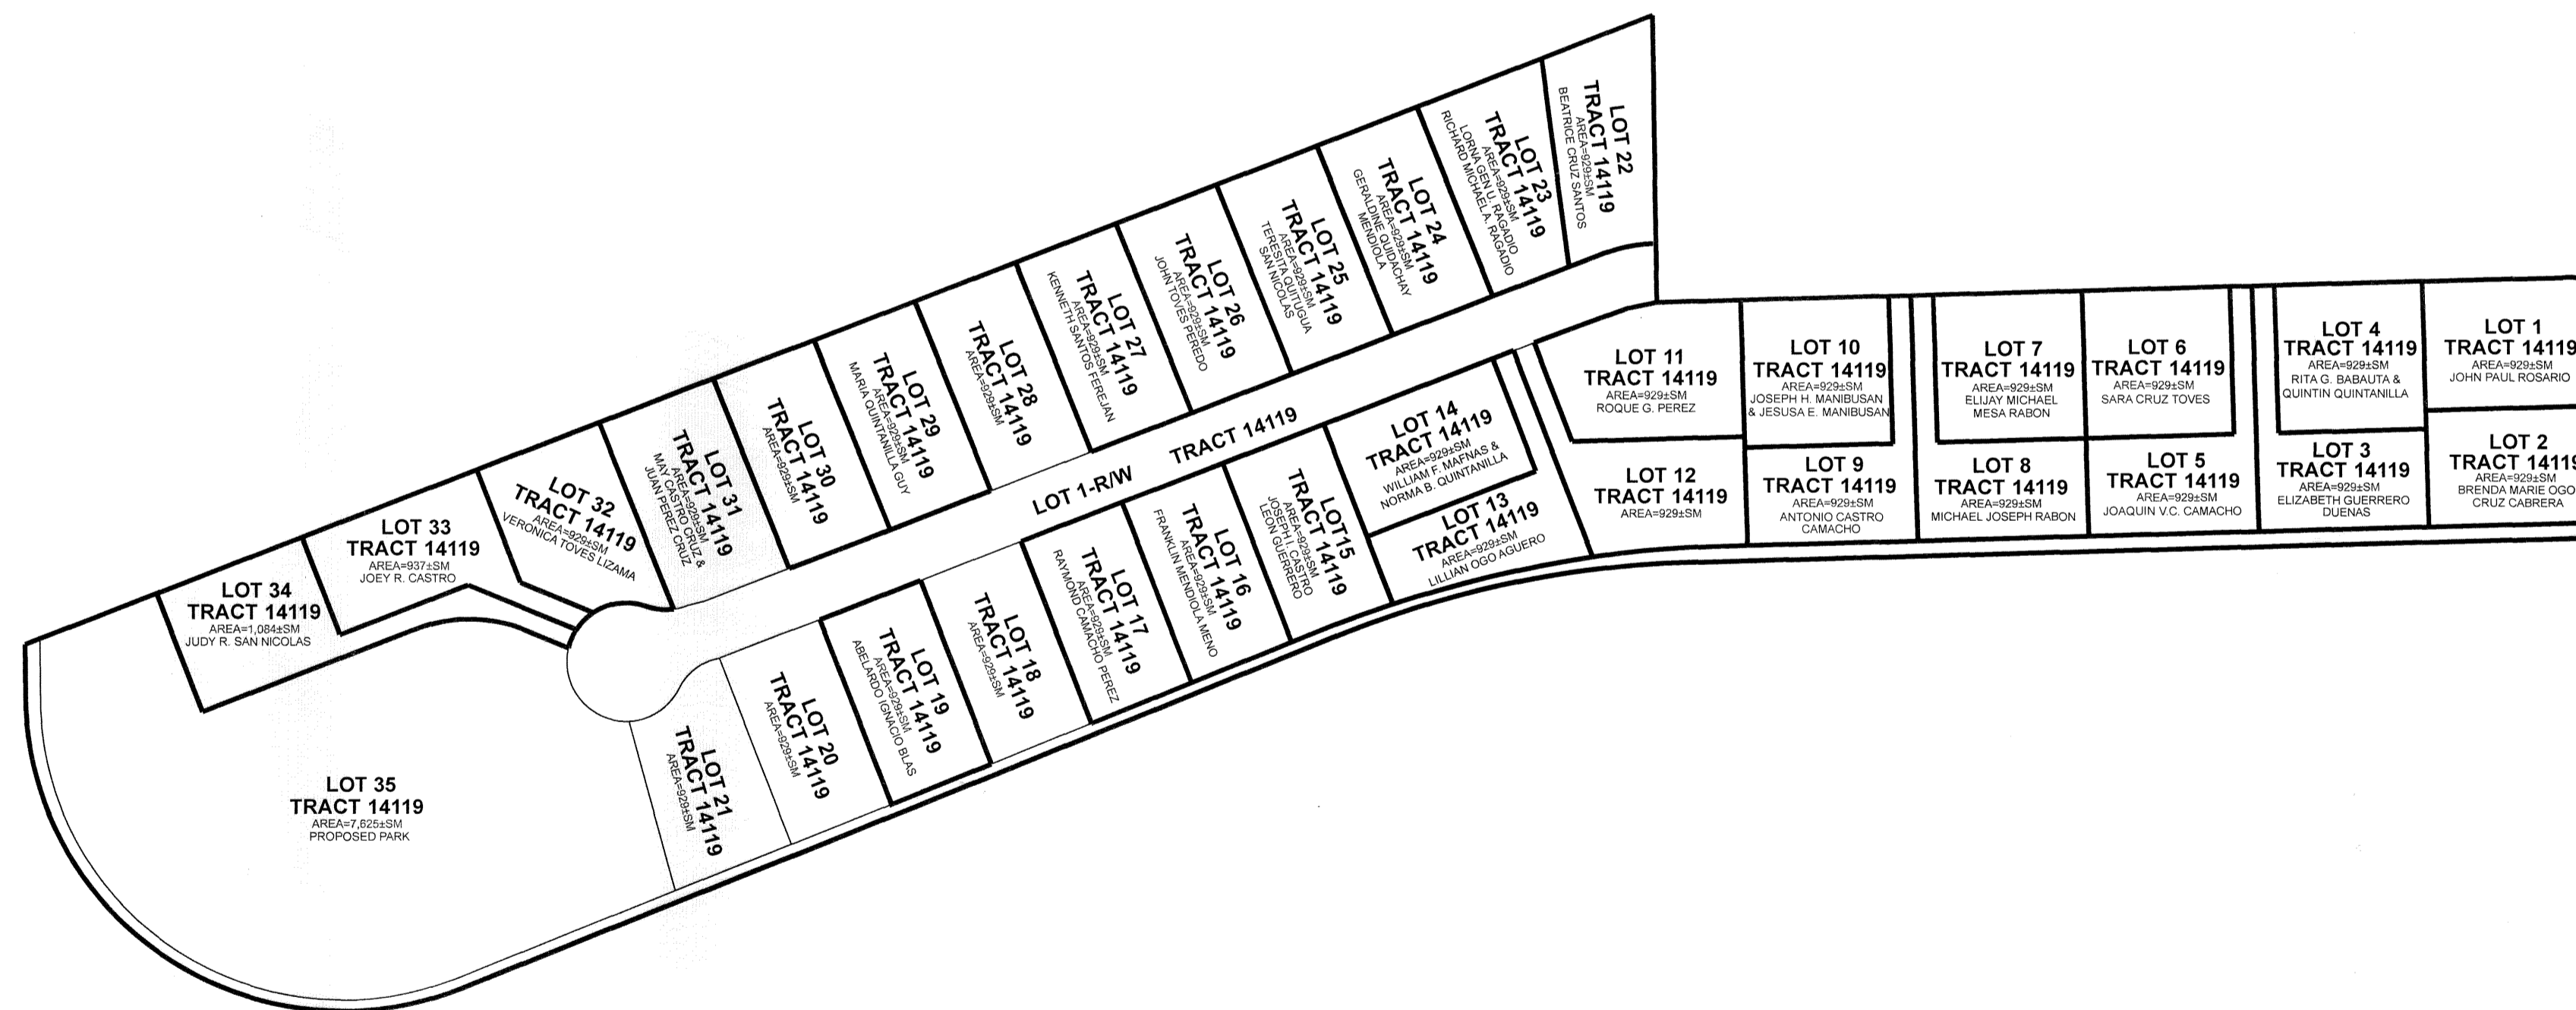 LOT 22
TRACT 14119
AREA=929±SM
BEATRICE CRUZ SANTOS
LOT 23
TRACT 14119
AREA=929±SM
LORNA GEN U. RAGADIO
RICHARD MICHAEL A. RAGADIO
LOT 24
TRACT 14119
AREA=929±SM
GERALDINE QUIDACHAY
MENDIOLA
LOT 25
TRACT 14119
AREA=929±SM
TERESITA QUITUGUA
SAN NICOLAS
LOT 26
TRACT 14119
AREA=929±SM
JOHN TOVES PEREDO
LOT 27
TRACT 14119
AREA=929±SM
KENNETH SANTOS FEREJAN
LOT 28
TRACT 14119
AREA=929±SM
LOT 29
TRACT 14119
AREA=929±SM
MARIA QUINTANILLA GUY
LOT 30
TRACT 14119
AREA=929±SM
LOT 31
TRACT 14119
AREA=929±SM
MAY CASTRO CRUZ &
JUAN PEREZ CRUZ
LOT 32
TRACT 14119
AREA=929±SM
VERONICA TOVES LIZAMA
LOT 33
TRACT 14119
AREA=937±SM
JOEY R. CASTRO
LOT 34
TRACT 14119
AREA=1,084±SM
JUDY R. SAN NICOLAS
LOT 35
TRACT 14119
AREA=7,625±SM
PROPOSED PARK
LOT 1-R/W TRACT 14119
LOT 21
TRACT 14119
AREA=929±SM
LOT 20
TRACT 14119
AREA=929±SM
LOT 19
TRACT 14119
AREA=929±SM
ABELARDO IGNACIO BLAS
LOT 18
TRACT 14119
AREA=929±SM
LOT 17
TRACT 14119
AREA=929±SM
RAYMOND CAMACHO PEREZ
LOT 16
TRACT 14119
AREA=929±SM
FRANKLIN MENDIOLA MENO
LOT15
TRACT 14119
AREA=929±SM
JOSEPH I. CASTRO
LEON GUERRERO
LOT 14
TRACT 14119
AREA=929±SM
WILLIAM F. MAFNAS &
NORMA B. QUINTANILLA
LOT 13
TRACT 14119
AREA=929±SM
LILLIAN OGO AGUERO
LOT 11
TRACT 14119
AREA=929±SM
ROQUE G. PEREZ
LOT 12
TRACT 14119
AREA=929±SM
LOT 10
TRACT 14119
AREA=929±SM
JOSEPH H. MANIBUSAN
& JESUSA E. MANIBUSAN
LOT 9
TRACT 14119
AREA=929±SM
ANTONIO CASTRO
CAMACHO
LOT 7
TRACT 14119
AREA=929±SM
ELIJAY MICHAEL
MESA RABON
LOT 8
TRACT 14119
AREA=929±SM
MICHAEL JOSEPH RABON
LOT 6
TRACT 14119
AREA=929±SM
SARA CRUZ TOVES
LOT 5
TRACT 14119
AREA=929±SM
JOAQUIN V.C. CAMACHO
LOT 4
TRACT 14119
AREA=929±SM
RITA G. BABAUTA &
QUINTIN QUINTANILLA
LOT 3
TRACT 14119
AREA=929±SM
ELIZABETH GUERRERO
DUENAS
LOT 1
TRACT 14119
AREA=929±SM
JOHN PAUL ROSARIO
LOT 2
TRACT 14119
AREA=929±SM
BRENDA MARIE OGO
CRUZ CABRERA